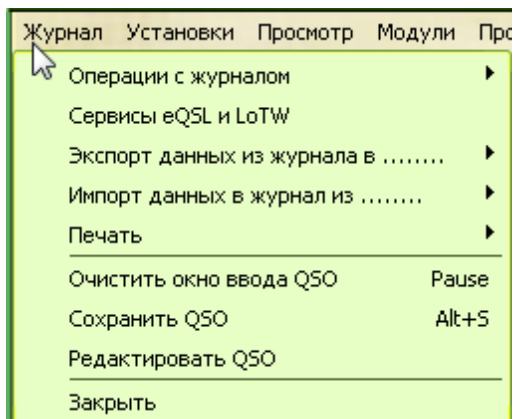 Журнал Установки Просмотр Модули Про
Операции с журналом
Сервисы eQSL и LoTW
Экспорт данных из журнала в ........
Импорт данных в журнал из ........
Печать
Очистить окно ввода QSO Pause
Сохранить QSO Alt+S
Редактировать QSO
Закрыть